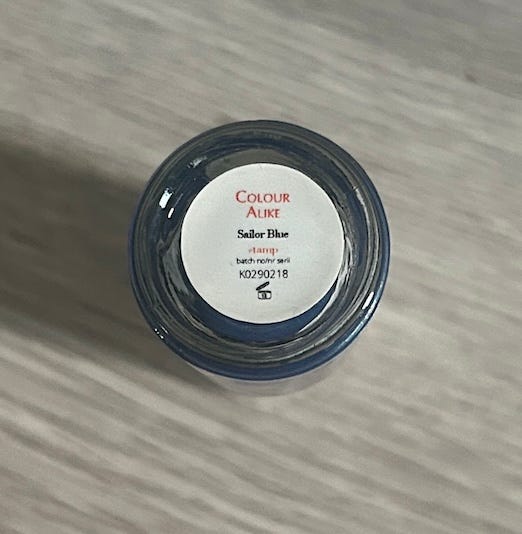 COLOUR
ALIKE
Sailor Blue
stamp
batch no/nr serii
K0290218